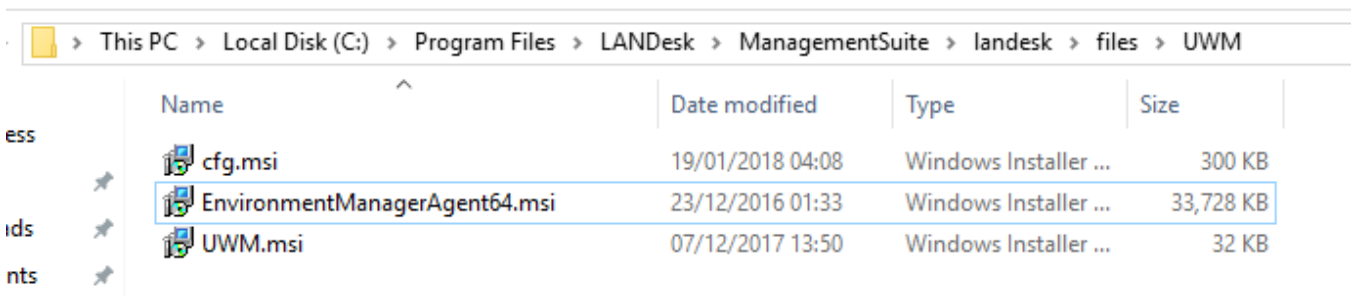 This PC > Local Disk (C:) > Program Files > LANDesk > ManagementSuite > landesk > files > UWM
Name Date modified Type Size
ess
cfg.msi 19/01/2018 04:08 Windows Installer ... 300 KB
EnvironmentManagerAgent64.msi 23/12/2016 01:33 Windows Installer ... 33,728 KB
ds
UWM.msi 07/12/2017 13:50 Windows Installer ... 32 KB
nts